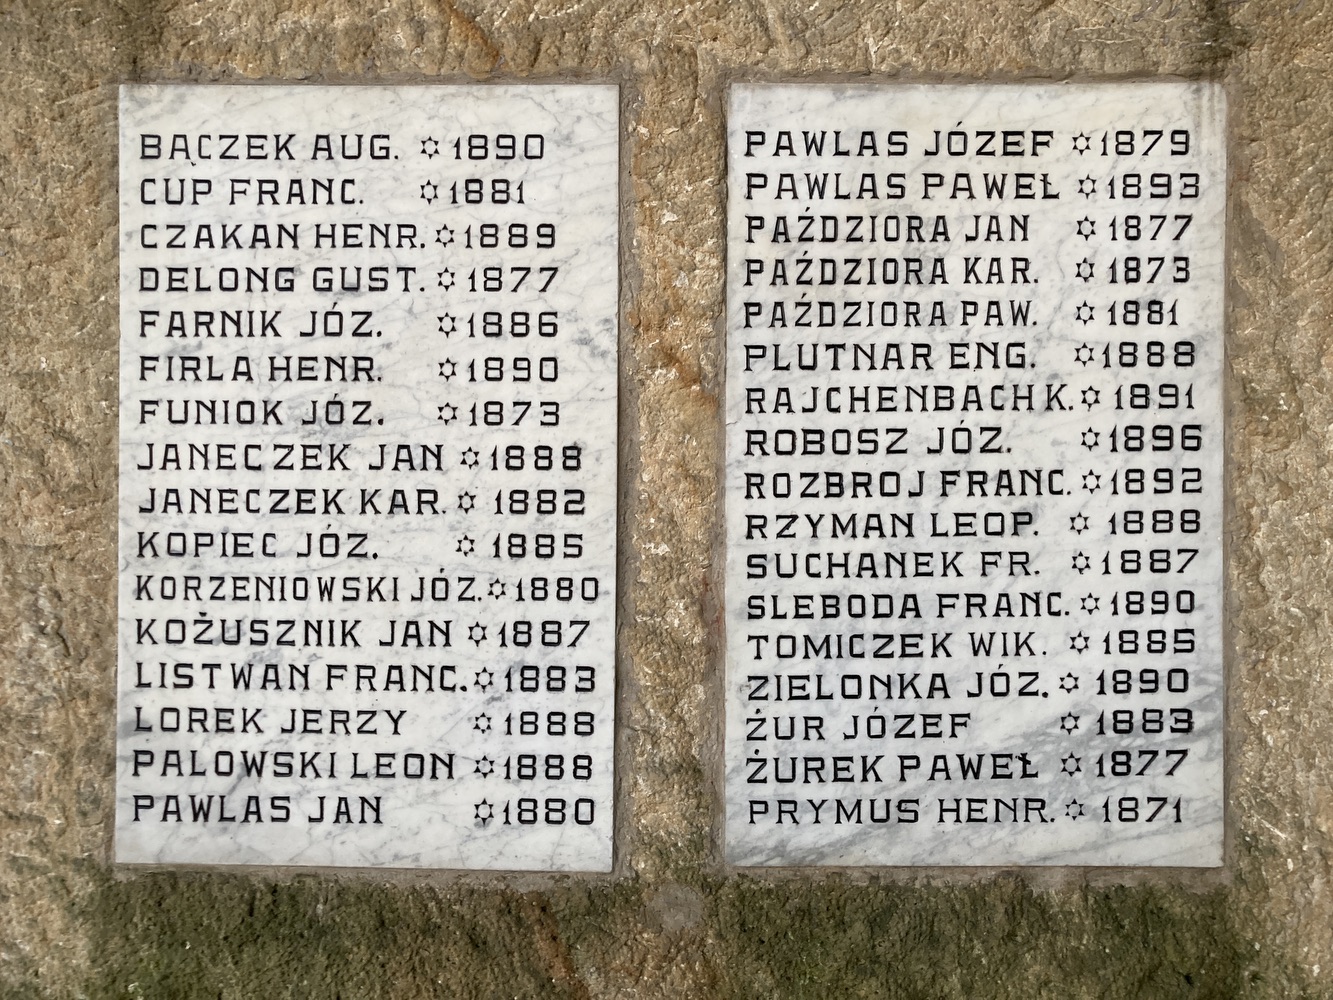 BĄCZEK AUG. ✡1890
CUP FRANC. ✡1881
CZAKAN HENR. ✡1889
DELONG GUST. ✡1877
FARNIK JÓZ. ✡1886
FIRLA HENR. ✡1890
FUNIOK JÓZ. ✡1873
JANECZEK JAN ✡1888
JANECZEK KAR. ✡1882
KOPIEC JÓZ. ✡1885
KORZENIOWSKI JÓZ. ✡1880
KOŻUSZNIK JAN ✡1887
LISTWAN FRANC. ✡1883
LOREK JERZY ✡1888
PALOWSKI LEON ✡1888
PAWLAS JAN ✡1880
PAWLAS JÓZEF ✡1879
PAWLAS PAWEŁ ✡1893
PAŹDZIORA JAN ✡1877
PAŹDZIORA KAR. ✡1873
PAŹDZIORA PAW. ✡1881
PLUTNAR ENG. ✡1888
RAJCHENBACH K. ✡1891
ROBOSZ JÓZ. ✡1896
ROZBROJ FRANC. ✡1892
RZYMAN LEOP. ✡1888
SUCHANEK FR. ✡1887
SLEBODA FRANC. ✡1890
TOMICZEK WIK. ✡1885
ZIELONKA JÓZ. ✡1890
ŻUR JÓZEF ✡1883
ŻUREK PAWEŁ ✡1877
PRYMUS HENR. ✡1871